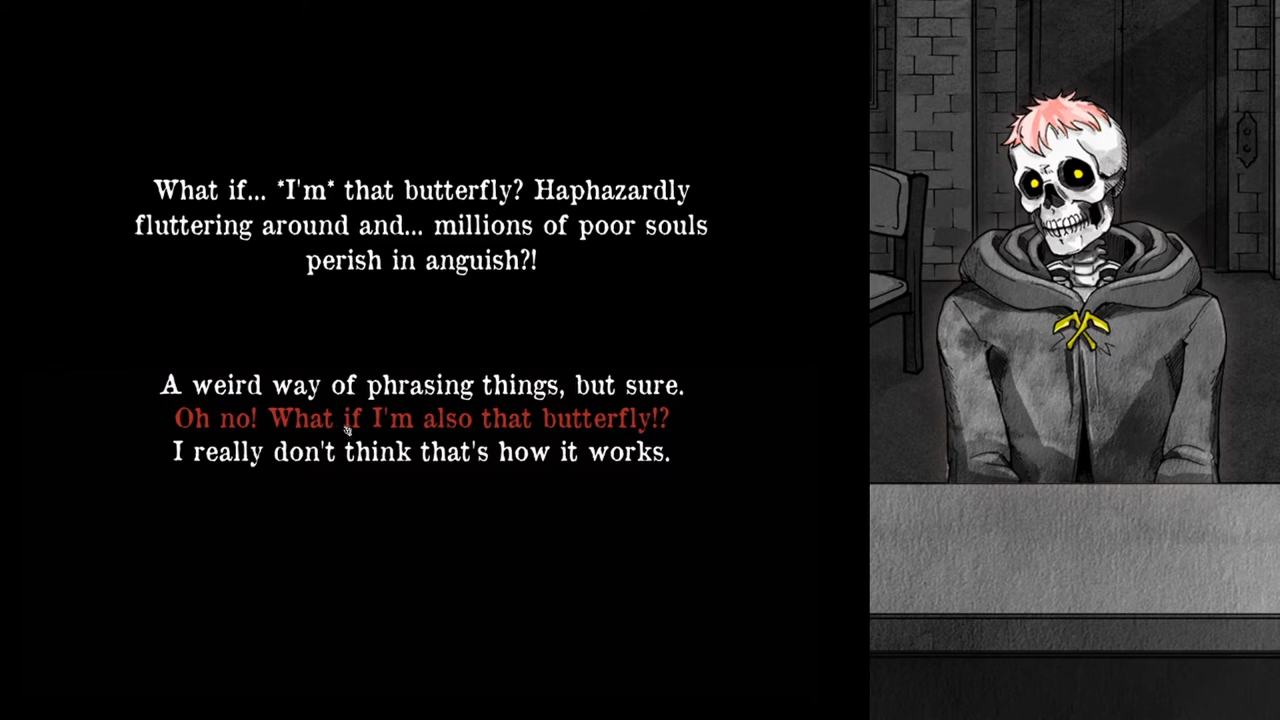 What if... *I'm* that butterfly? Haphazardly
fluttering around and... millions of poor souls
perish in anguish?!
A weird way of phrasing things, but sure.
Oh no! What if I'm also that butterfly!?
I really don't think that's how it works.